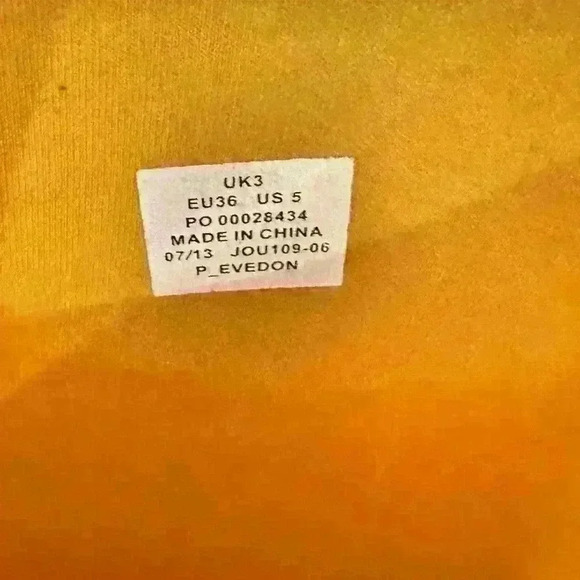 UK3
EU36 US 5
PO 00028434
MADE IN CHINA
07/13 JOU109-06
P_EVEDON